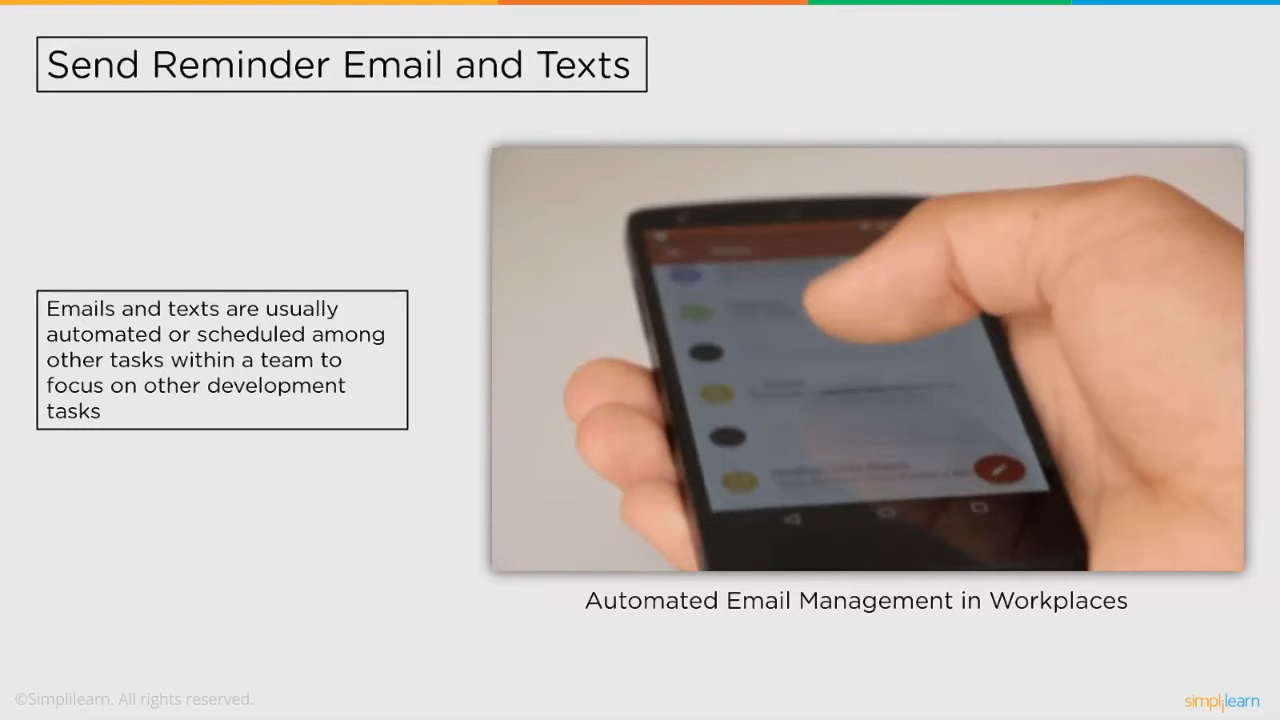 Send Reminder Email and Texts
Emails and texts are usually
automated or scheduled among
other tasks within a team to
focus on other development
tasks
Automated Email Management in Workplaces
©Simplilearn. All rights reserved.
simplilearn